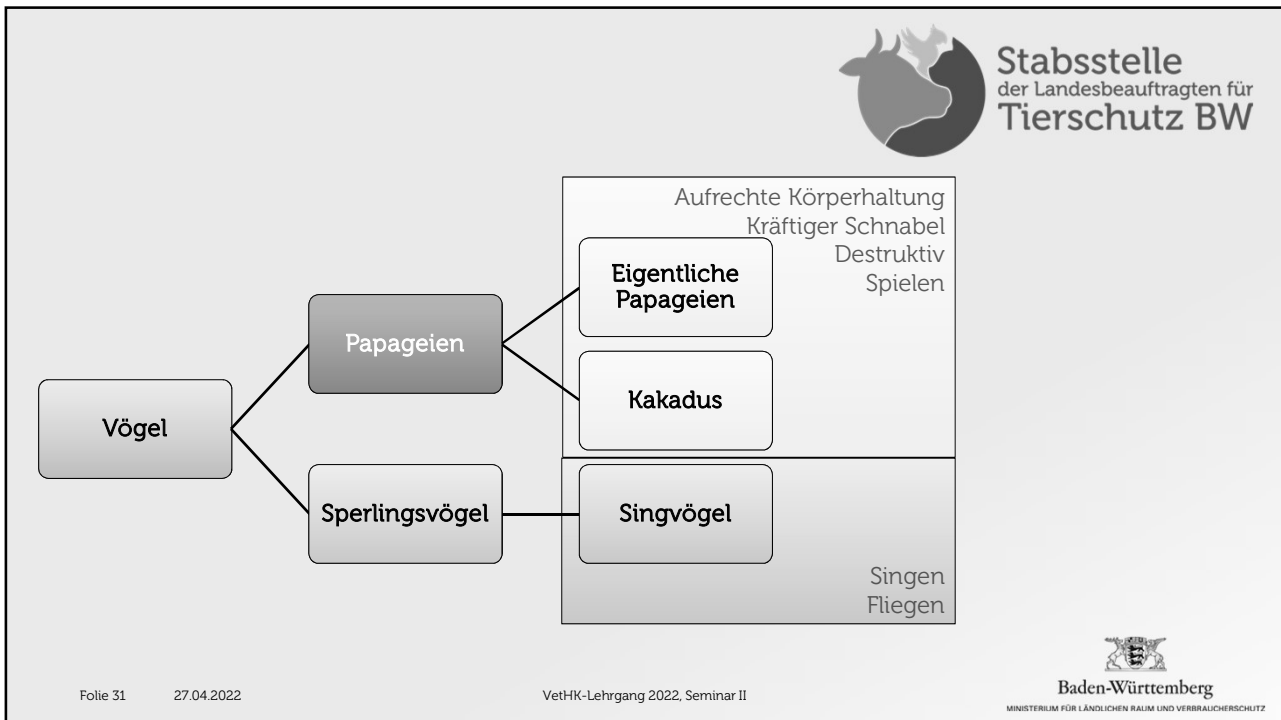 Stabsstelle
der Landesbeauftragten für
Tierschutz BW
Aufrechte Körperhaltung
Kräftiger Schnabel
Destruktiv
Spielen
Eigentliche
Papageien
Papageien
Kakadus
Vögel
Sperlingsvögel
Singvögel
Singen
Fliegen
Folie 31
27.04.2022
VetHK-Lehrgang 2022, Seminar II
Baden-Württemberg
MINISTERIUM FÜR LÄNDLICHEN RAUM UND VERBRAUCHERSCHUTZ